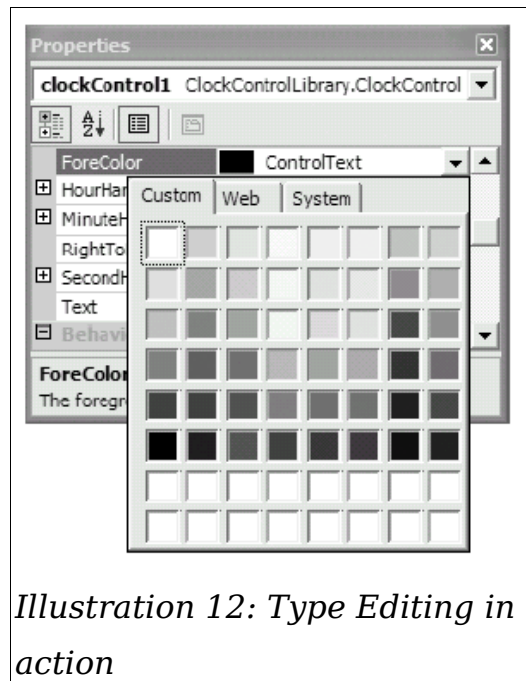 Properties
clockControl1 ClockControlLibrary.ClockControl
ForeColor ControlText
HourHar
Custom Web System
MinuteH
RightTo
SecondH
Text
Behavi
ForeColor
The foregr
Illustration 12: Type Editing in
action